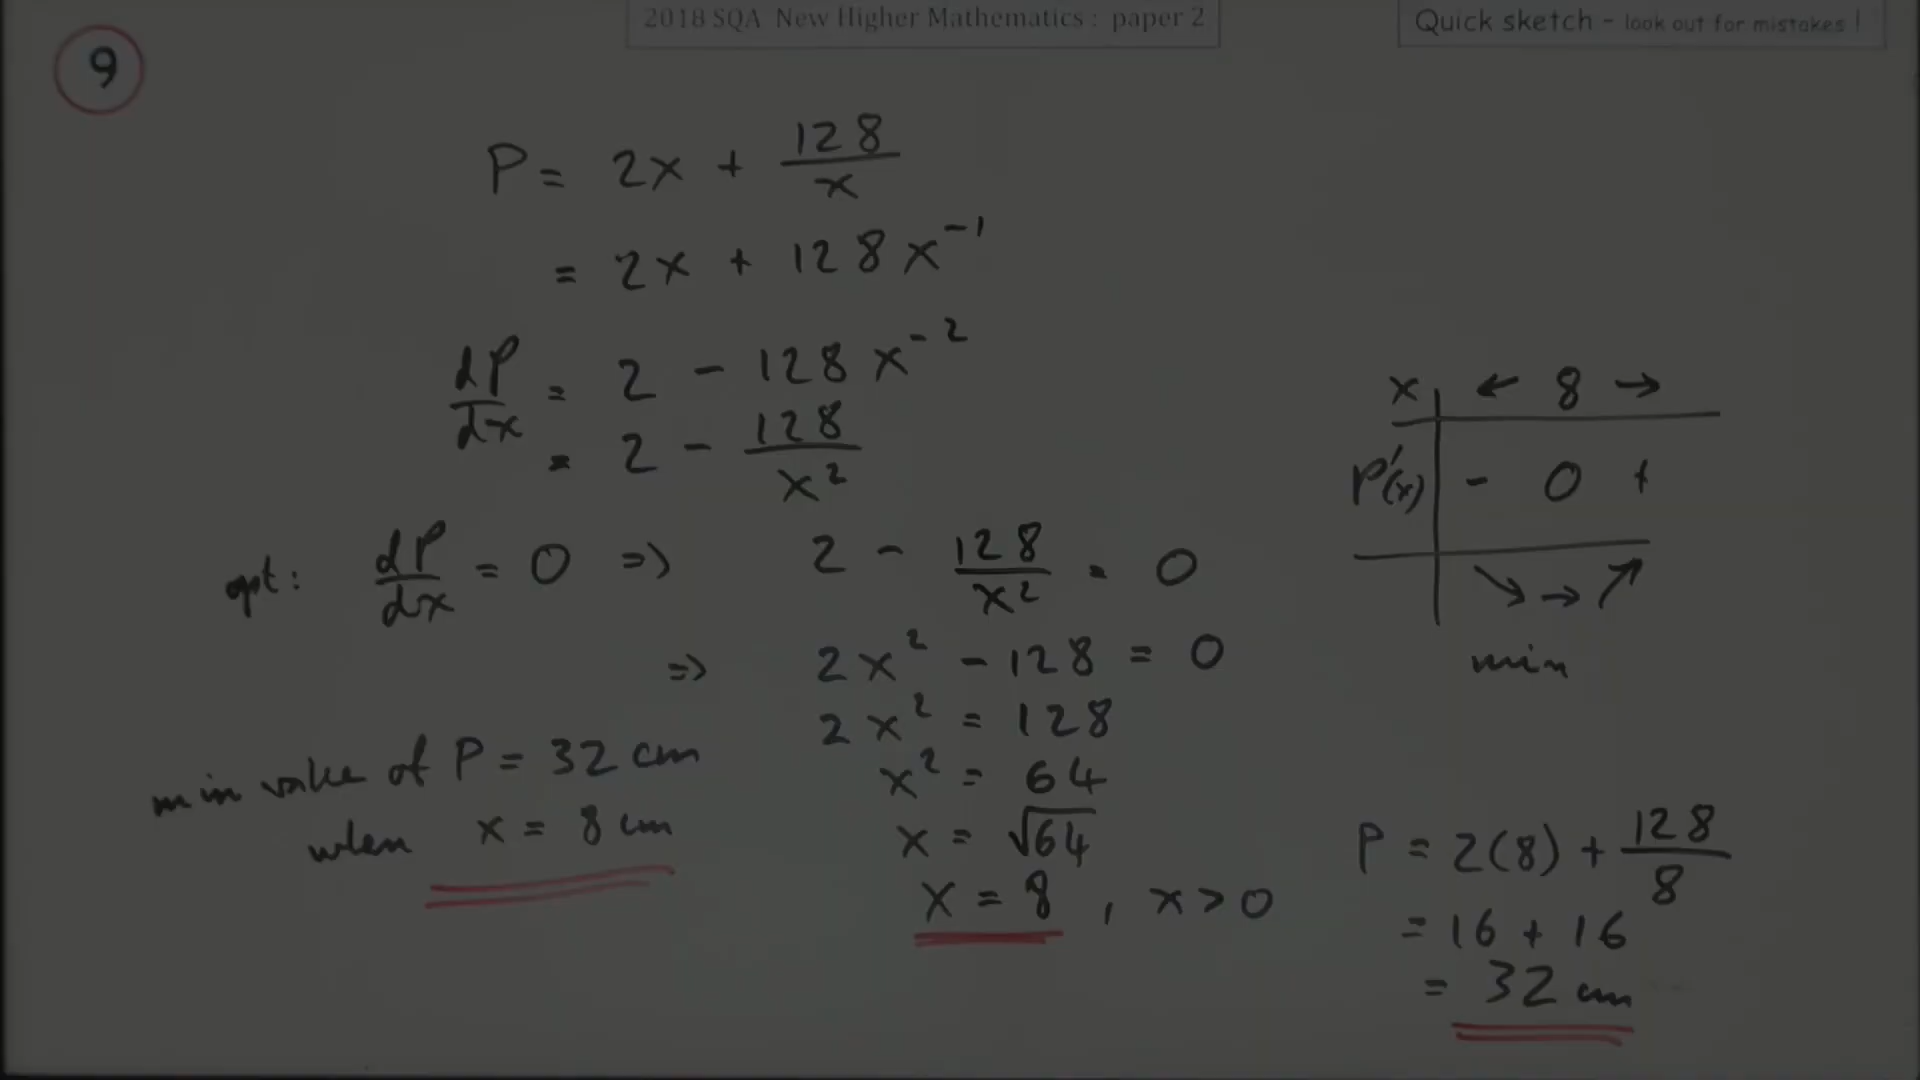 2018 SQA New Higher Mathematics : paper 2
Quick sketch - look out for mistakes !
9
P = 2x + 128/x
= 2x + 128x⁻¹
dP/dx = 2 - 128x⁻²
= 2 - 128/x²
opt: dP/dx = 0 => 2 - 128/x² = 0
=> 2x² - 128 = 0
2x² = 128
x² = 64
x = √64
x = 8 , x > 0
x ← 8 →
P'(x) - 0 +
↘ → ↗
min
P = 2(8) + 128/8
= 16 + 16
= 32 cm
min value of P = 32 cm
when x = 8 cm